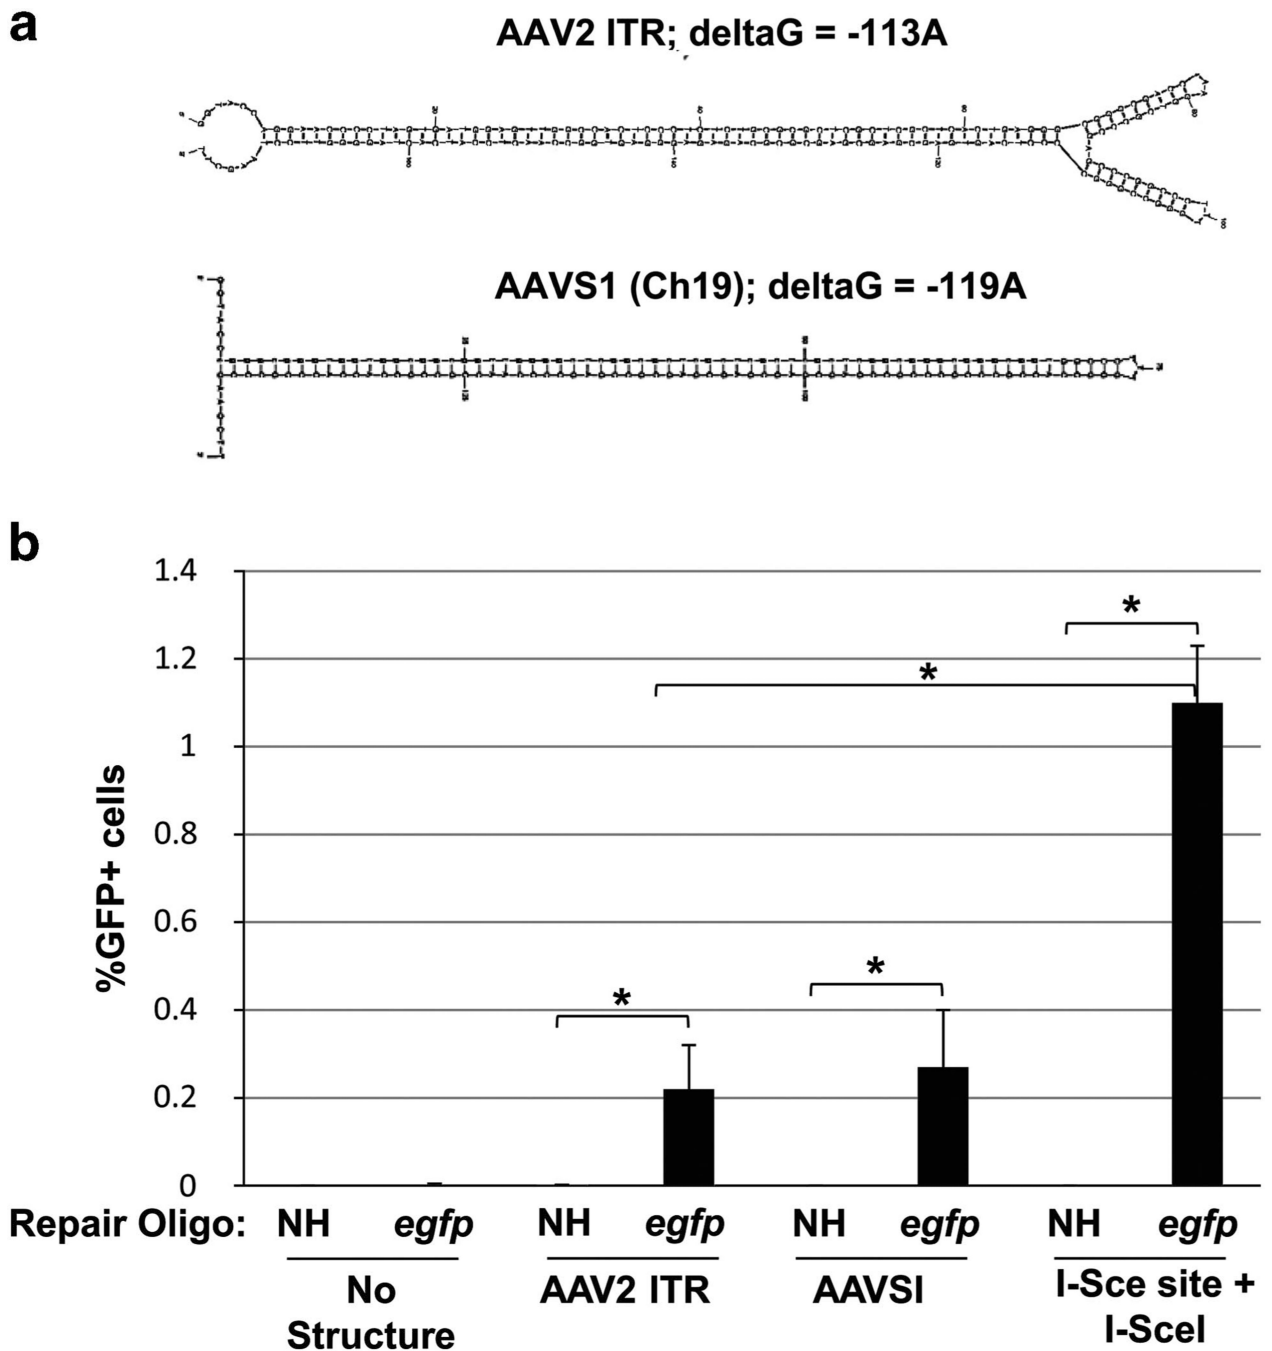 a
AAV2 ITR; deltaG = -113A
AAVS1 (Ch19); deltaG = -119A
b
1.4
1.2
1
0.8
0.6
0.4
0.2
0
%GFP+ cells
*
*
*
*
Repair Oligo: NH egfp NH egfp NH egfp NH egfp
No Structure
AAV2 ITR
AAVSI
I-Sce site + I-SceI